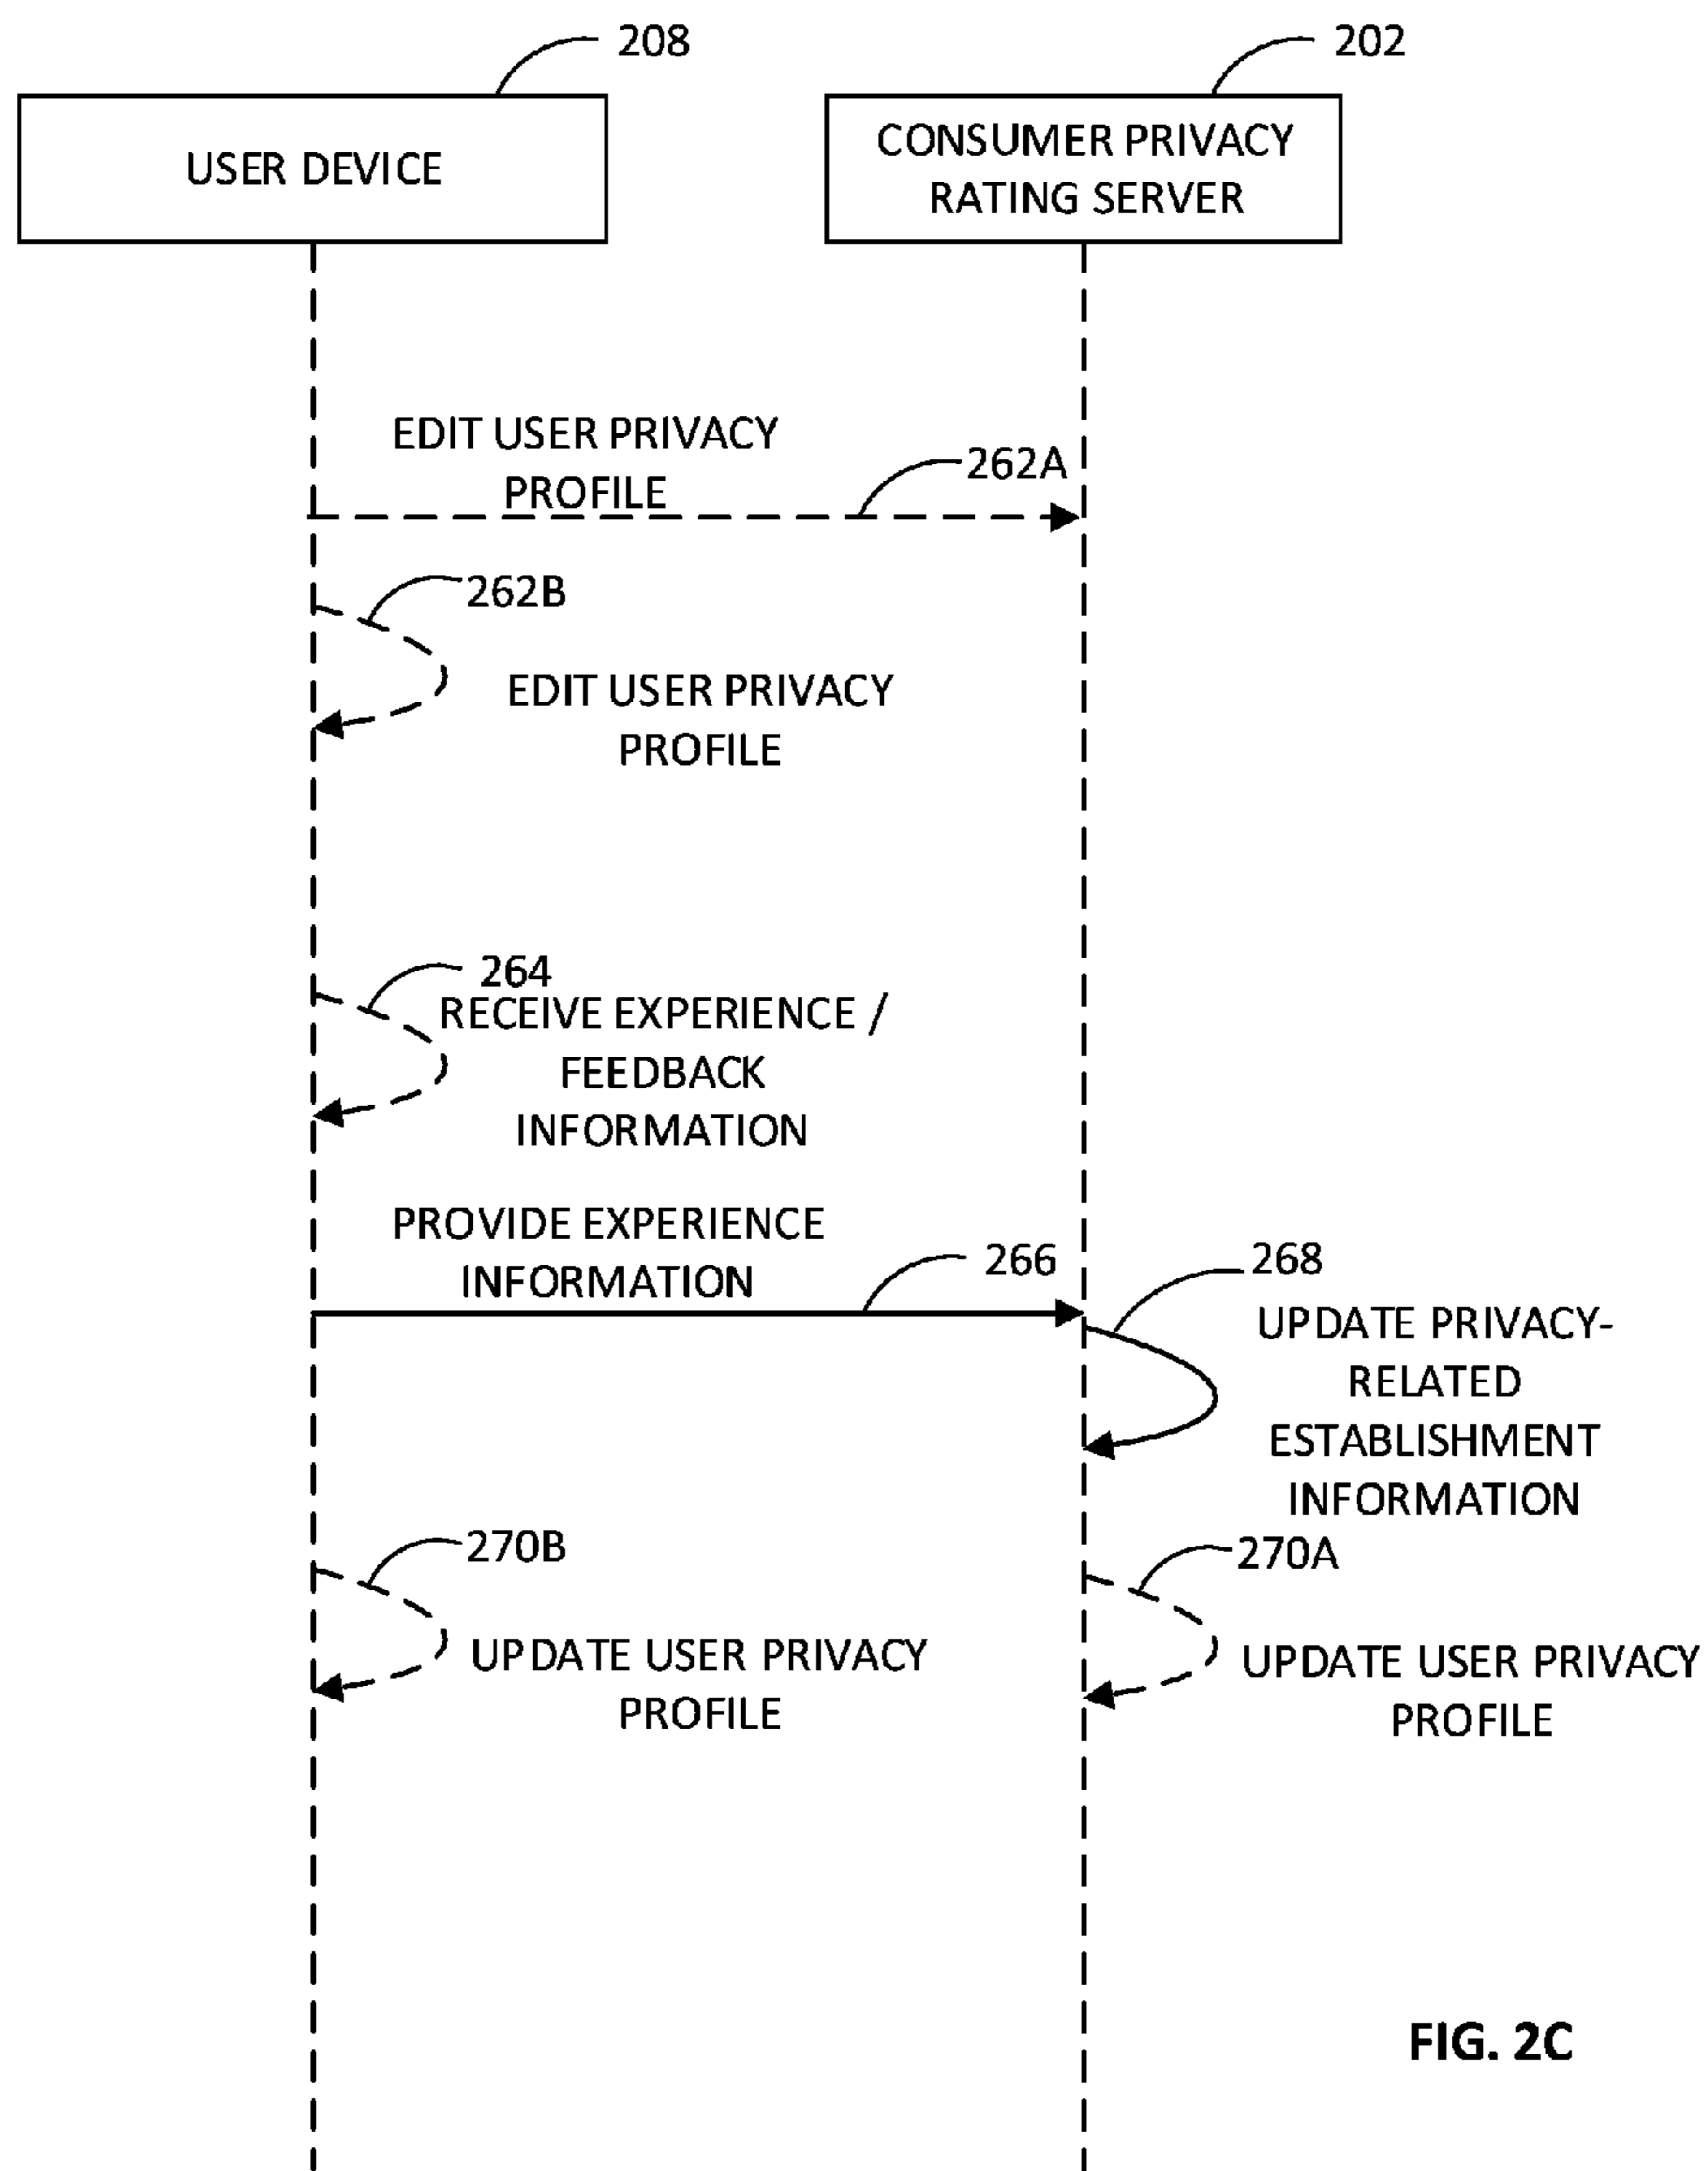 208
202
USER DEVICE
CONSUMER PRIVACY
RATING SERVER
EDIT USER PRIVACY
PROFILE
262A
262B
EDIT USER PRIVACY
PROFILE
264
RECEIVE EXPERIENCE /
FEEDBACK
INFORMATION
PROVIDE EXPERIENCE
INFORMATION
266
268
UPDATE PRIVACY-
RELATED
ESTABLISHMENT
INFORMATION
270B
270A
UPDATE USER PRIVACY
PROFILE
UPDATE USER PRIVACY
PROFILE
FIG. 2C